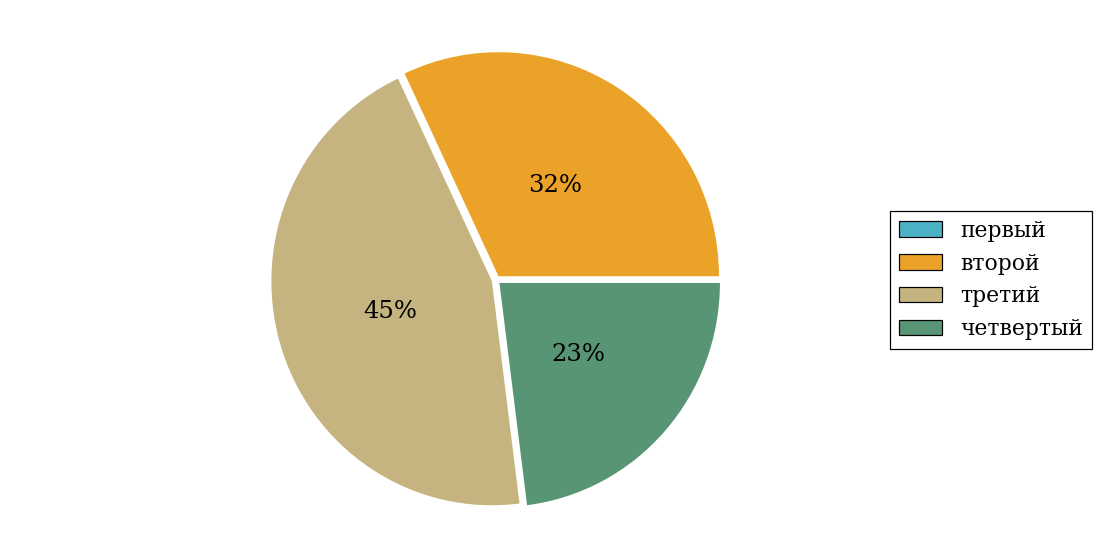 32%
45%
23%
первый
второй
третий
четвертый